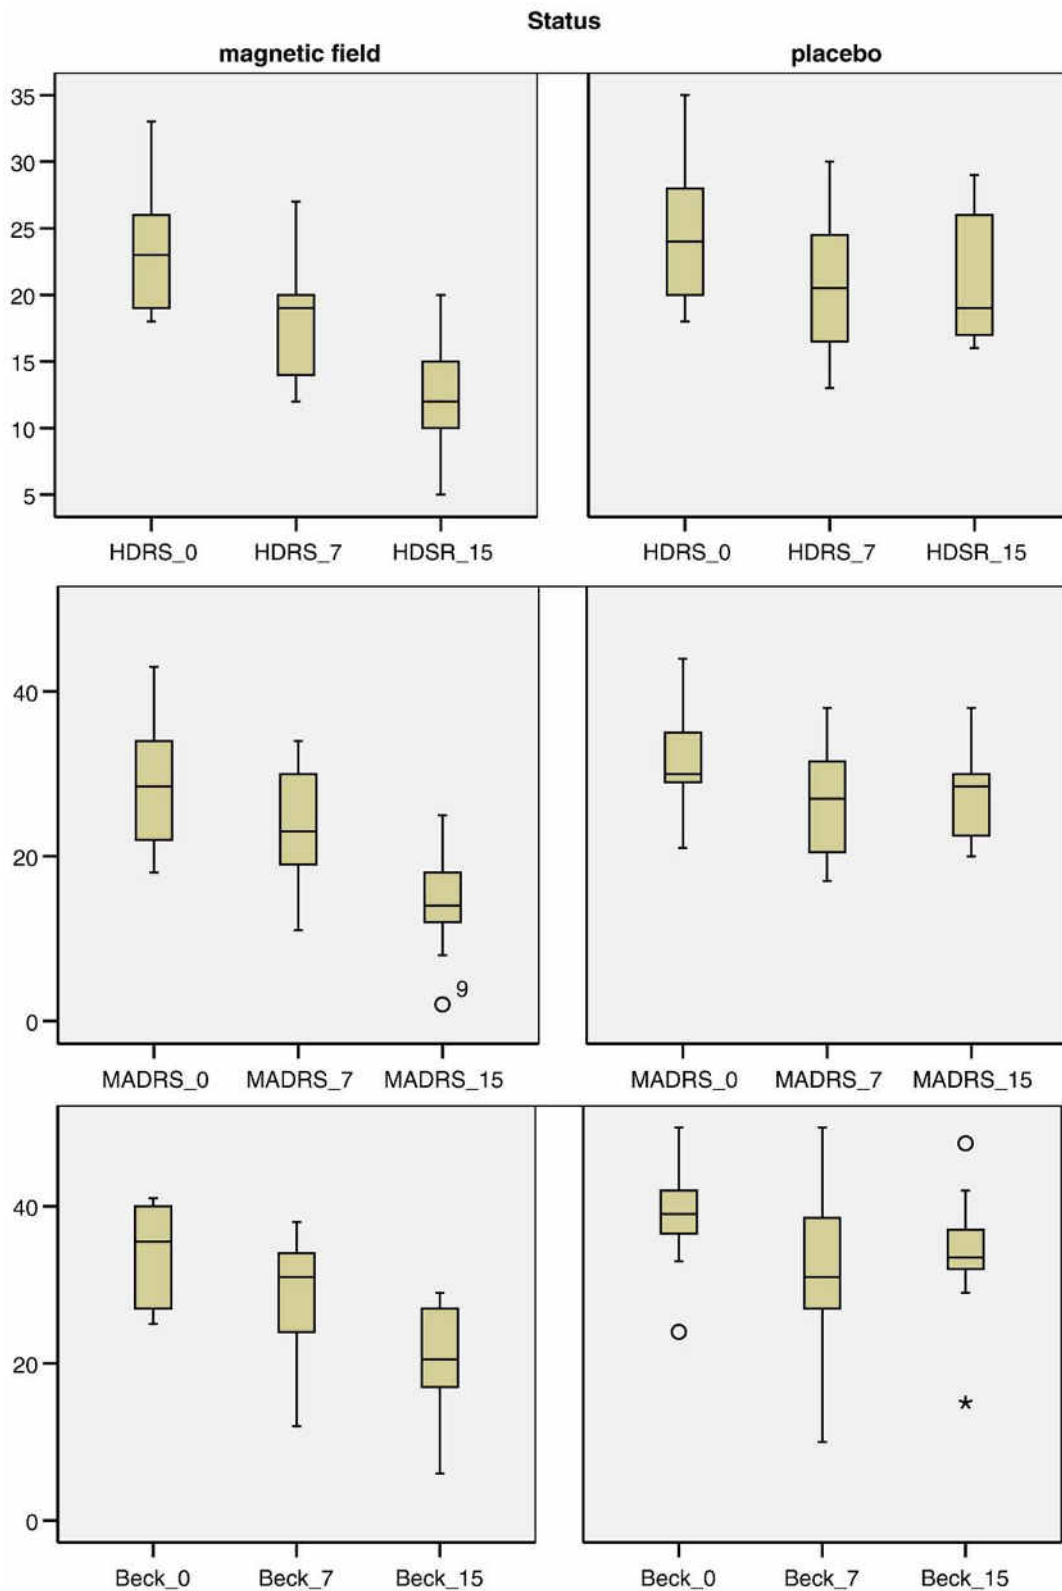 Status
magnetic field placebo
35
30
25
20
15
10
5
HDRS_0 HDRS_7 HDSR_15 HDRS_0 HDRS_7 HDSR_15
40
20
0
9
MADRS_0 MADRS_7 MADRS_15 MADRS_0 MADRS_7 MADRS_15
40
20
0
Beck_0 Beck_7 Beck_15 Beck_0 Beck_7 Beck_15